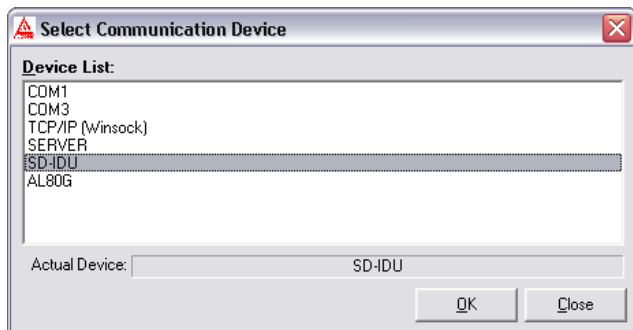 Select Communication Device
Device List:
COM1
COM3
TCP/IP (Winsock)
SERVER
SD-IDU
AL80G
Actual Device: SD-IDU
OK Close